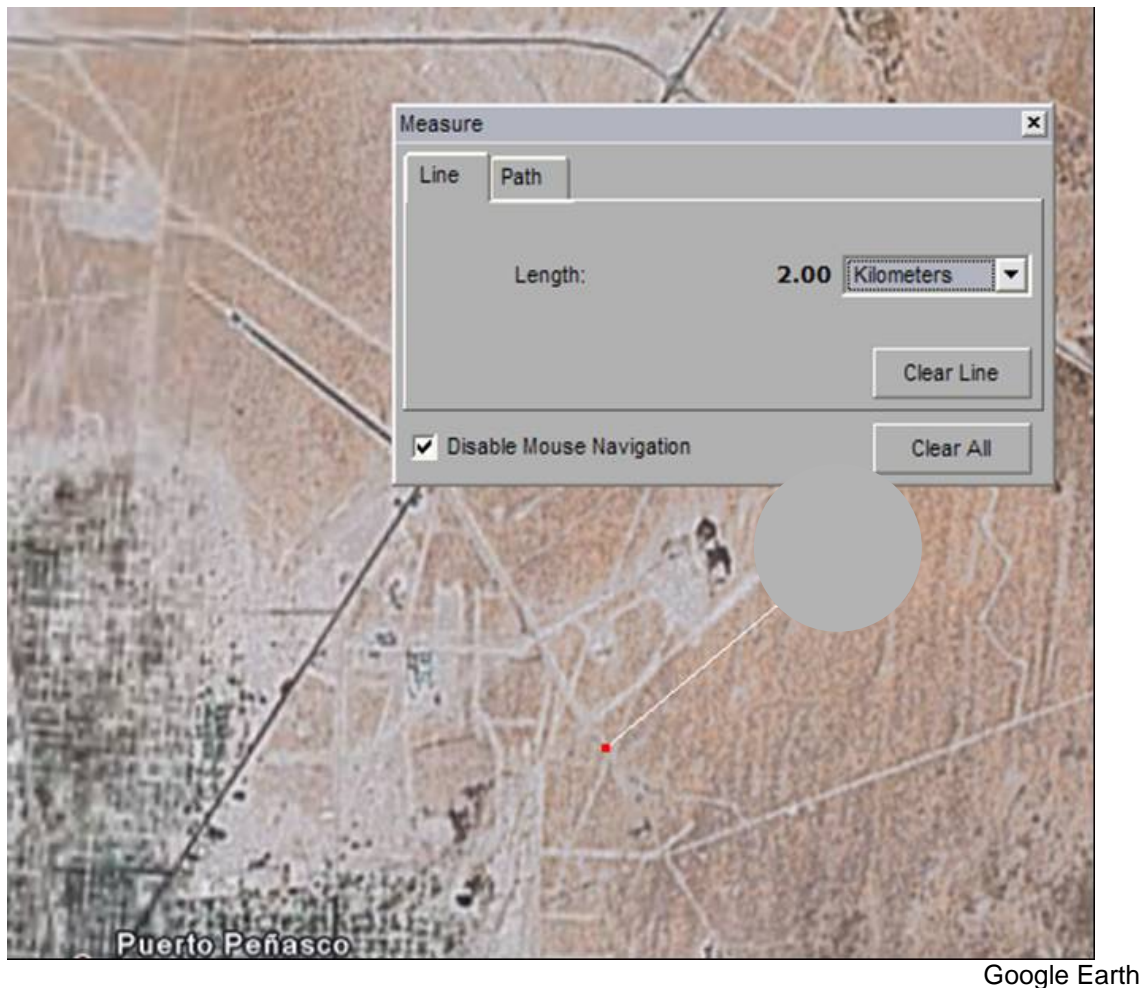 Measure
Line Path
Length: 2.00 Kilometers
Clear Line
Disable Mouse Navigation Clear All
Puerto Peñasco
Google Earth